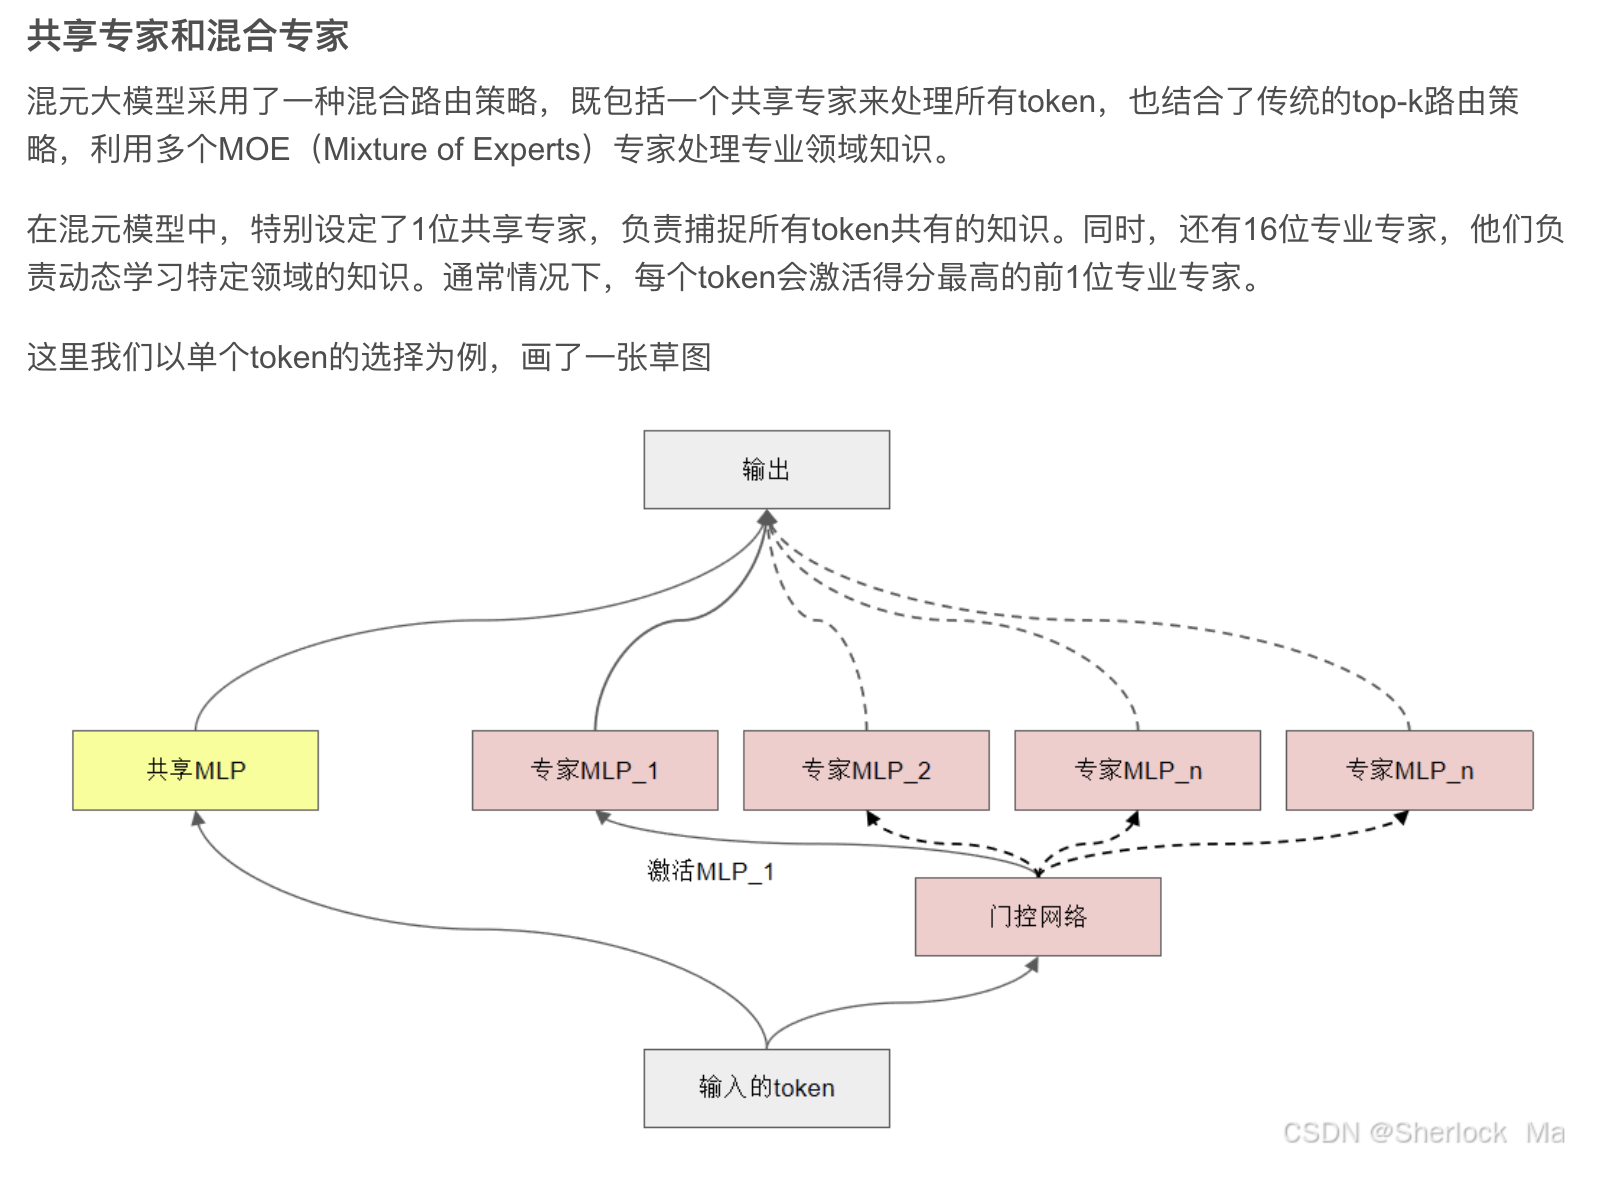 共享专家和混合专家
混元大模型采用了一种混合路由策略，既包括一个共享专家来处理所有token，也结合了传统的top-k路由策
略，利用多个MOE（Mixture of Experts）专家处理专业领域知识。
在混元模型中，特别设定了1位共享专家，负责捕捉所有token共有的知识。同时，还有16位专业专家，他们负
责动态学习特定领域的知识。通常情况下，每个token会激活得分最高的前1位专业专家。
这里我们以单个token的选择为例，画了一张草图
输出
共享MLP
专家MLP_1
专家MLP_2
专家MLP_n
专家MLP_n
激活MLP_1
门控网络
输入的token
CSDN @Sherlock Ma